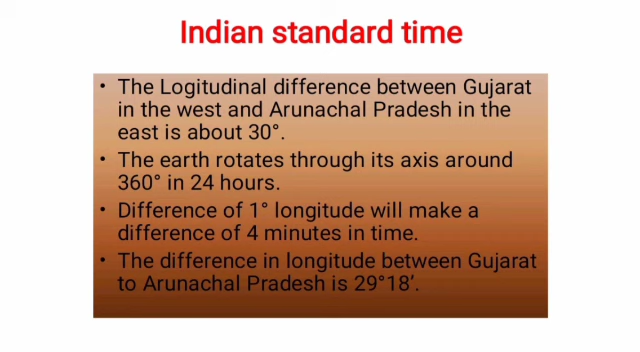 Indian standard time
• The Logitudinal difference between Gujarat
in the west and Arunachal Pradesh in the
east is about 30°.
• The earth rotates through its axis around
360° in 24 hours.
• Difference of 1° longitude will make a
difference of 4 minutes in time.
• The difference in longitude between Gujarat
to Arunachal Pradesh is 29°18’.